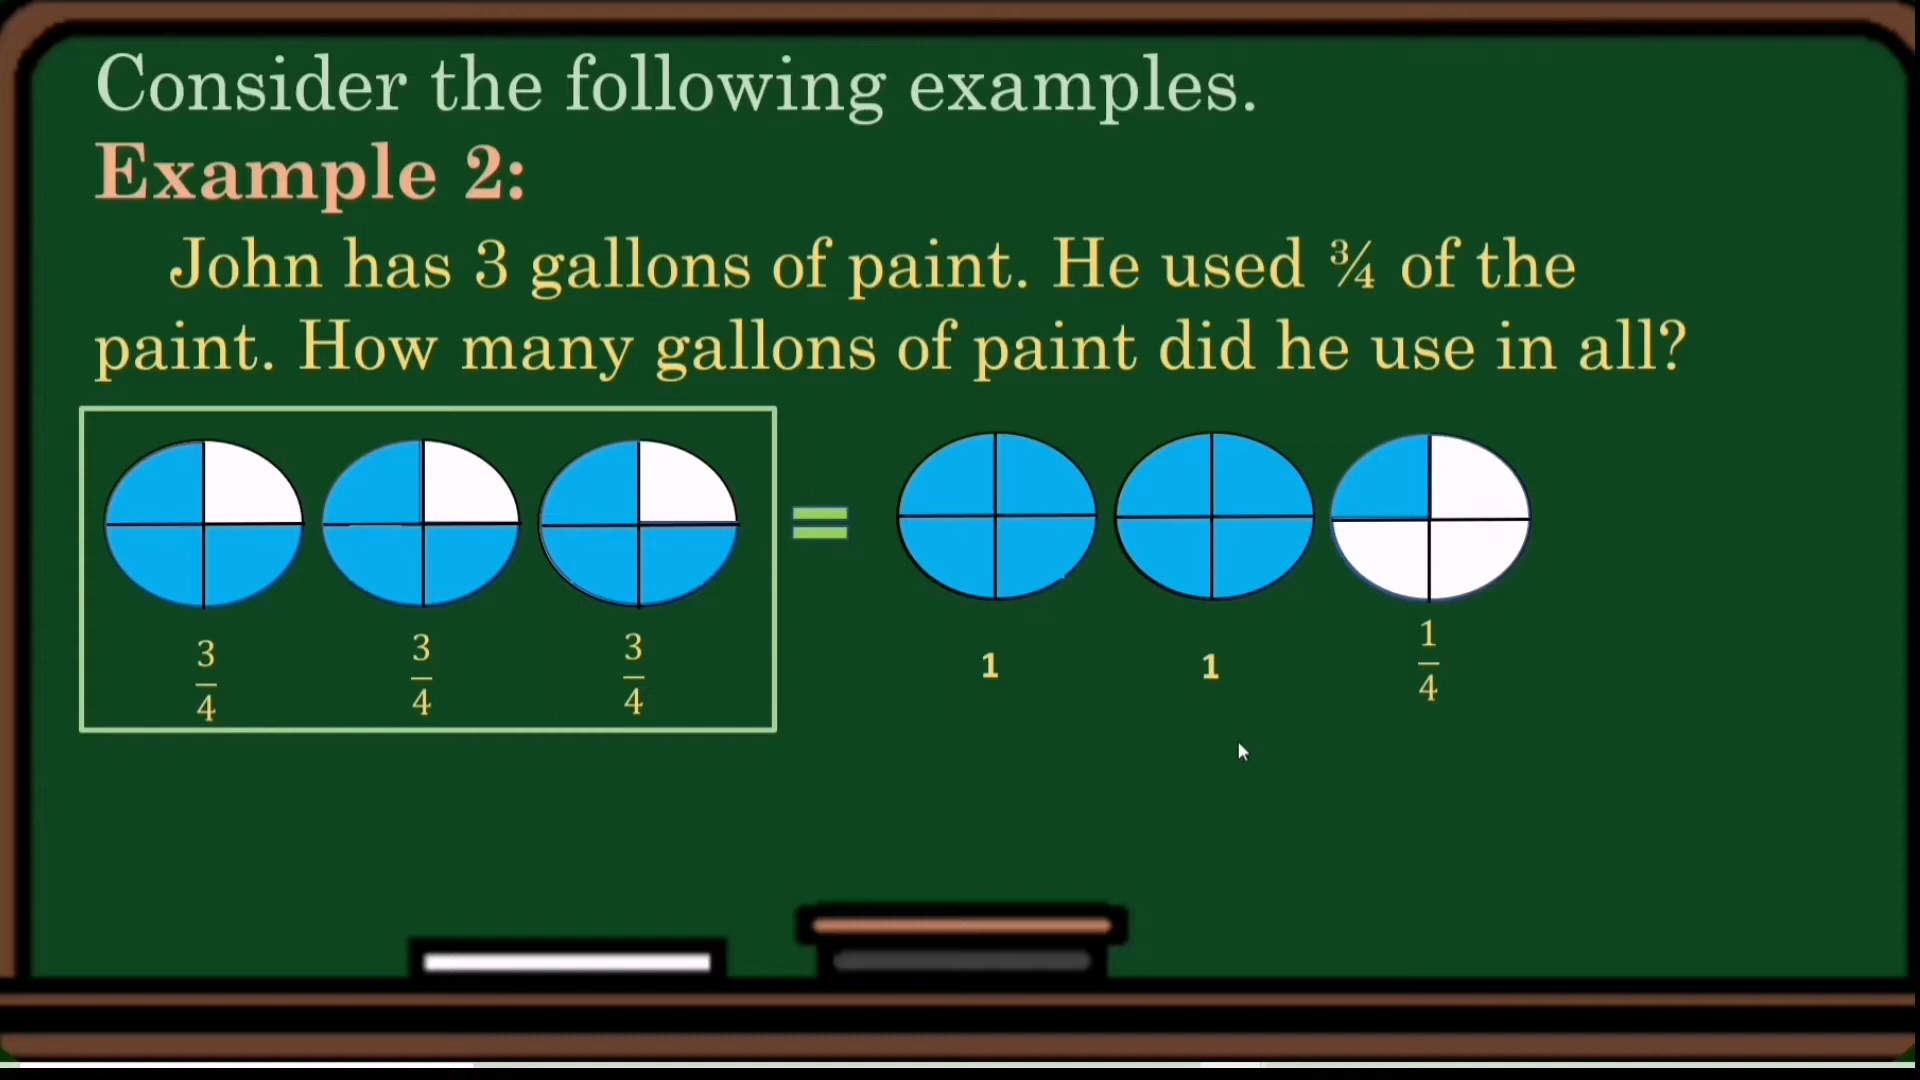 Consider the following examples.
Example 2:
John has 3 gallons of paint. He used ¾ of the
paint. How many gallons of paint did he use in all?
3/4 3/4 3/4 = 1 1 1/4